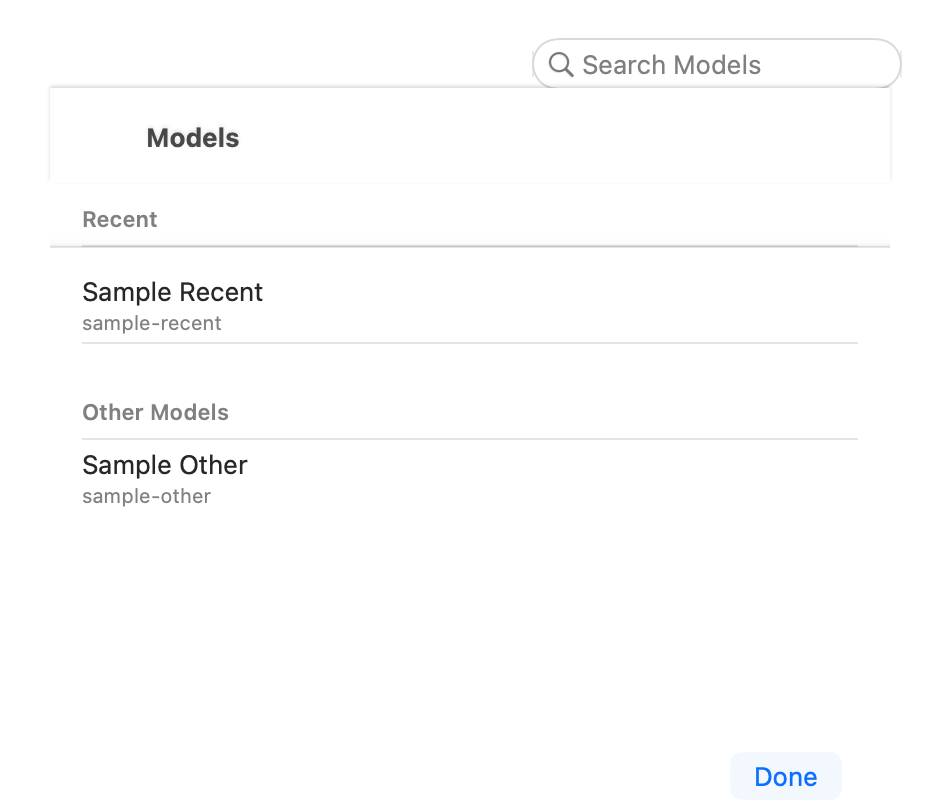 Search Models
Models
Recent
Sample Recent
sample-recent
Other Models
Sample Other
sample-other
Done